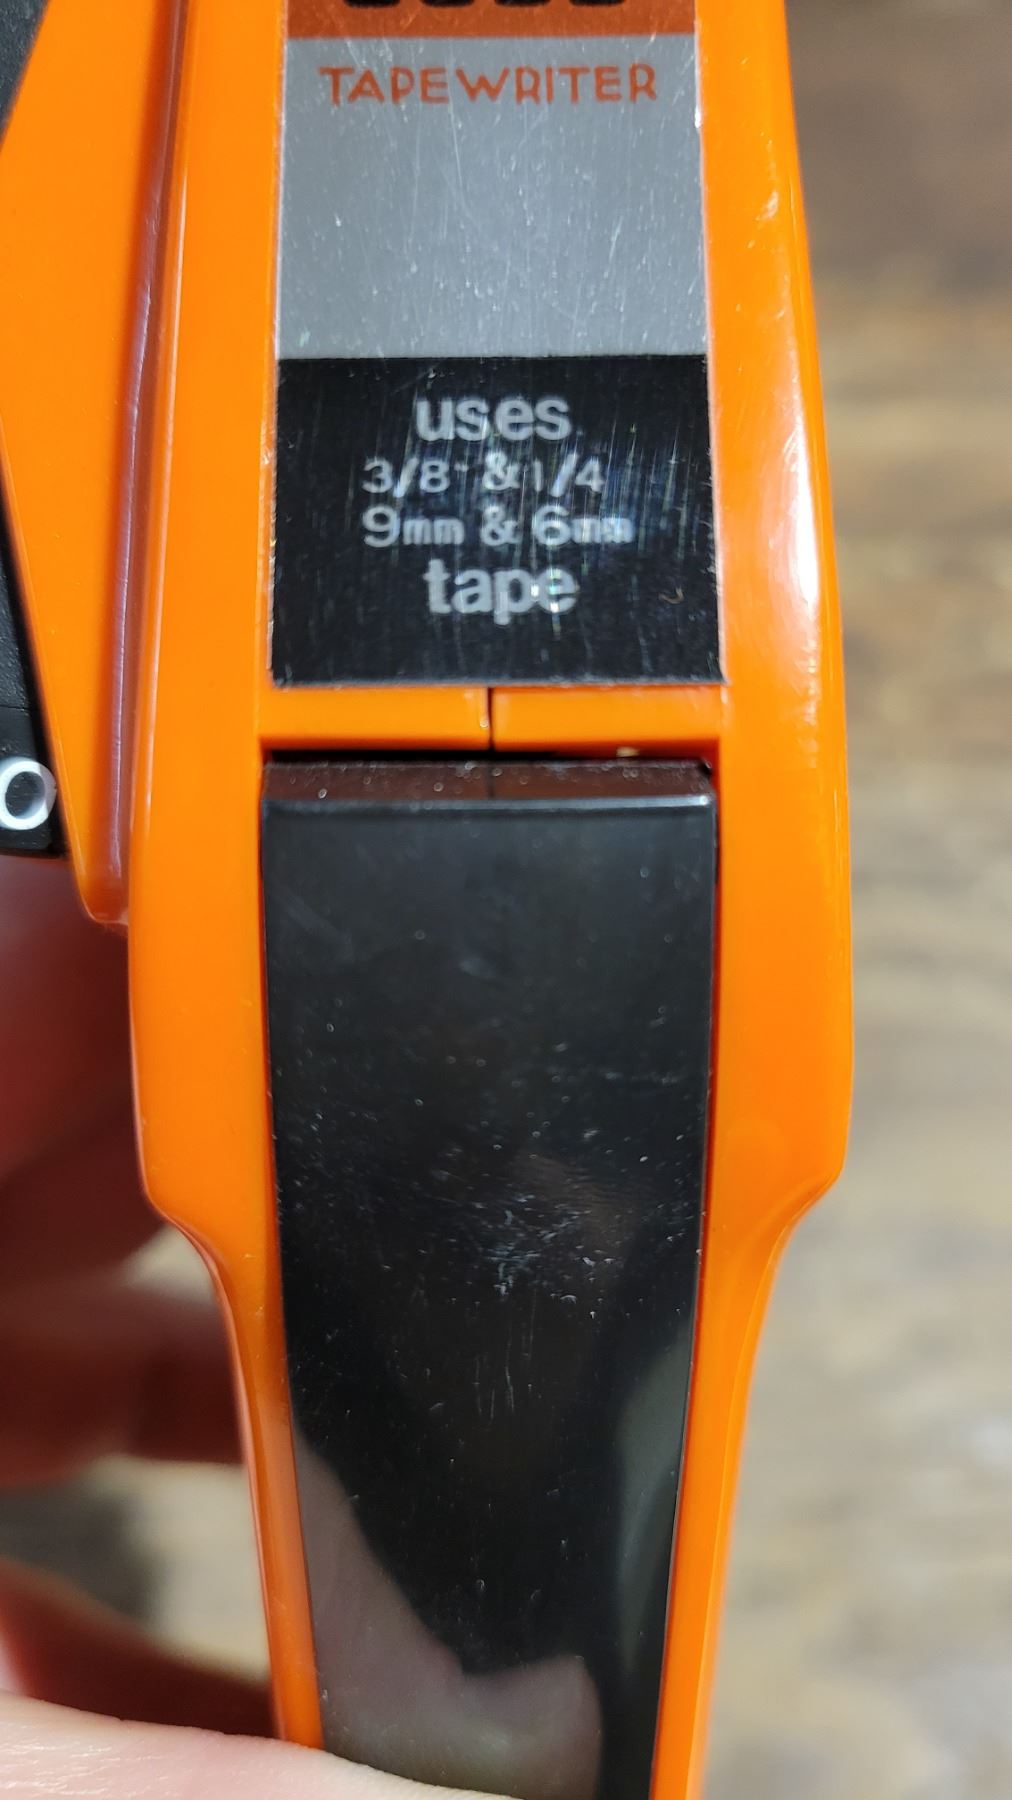 TAPEWRITER
uses
3/8" & 1/4
9mm & 6mm
tape
O